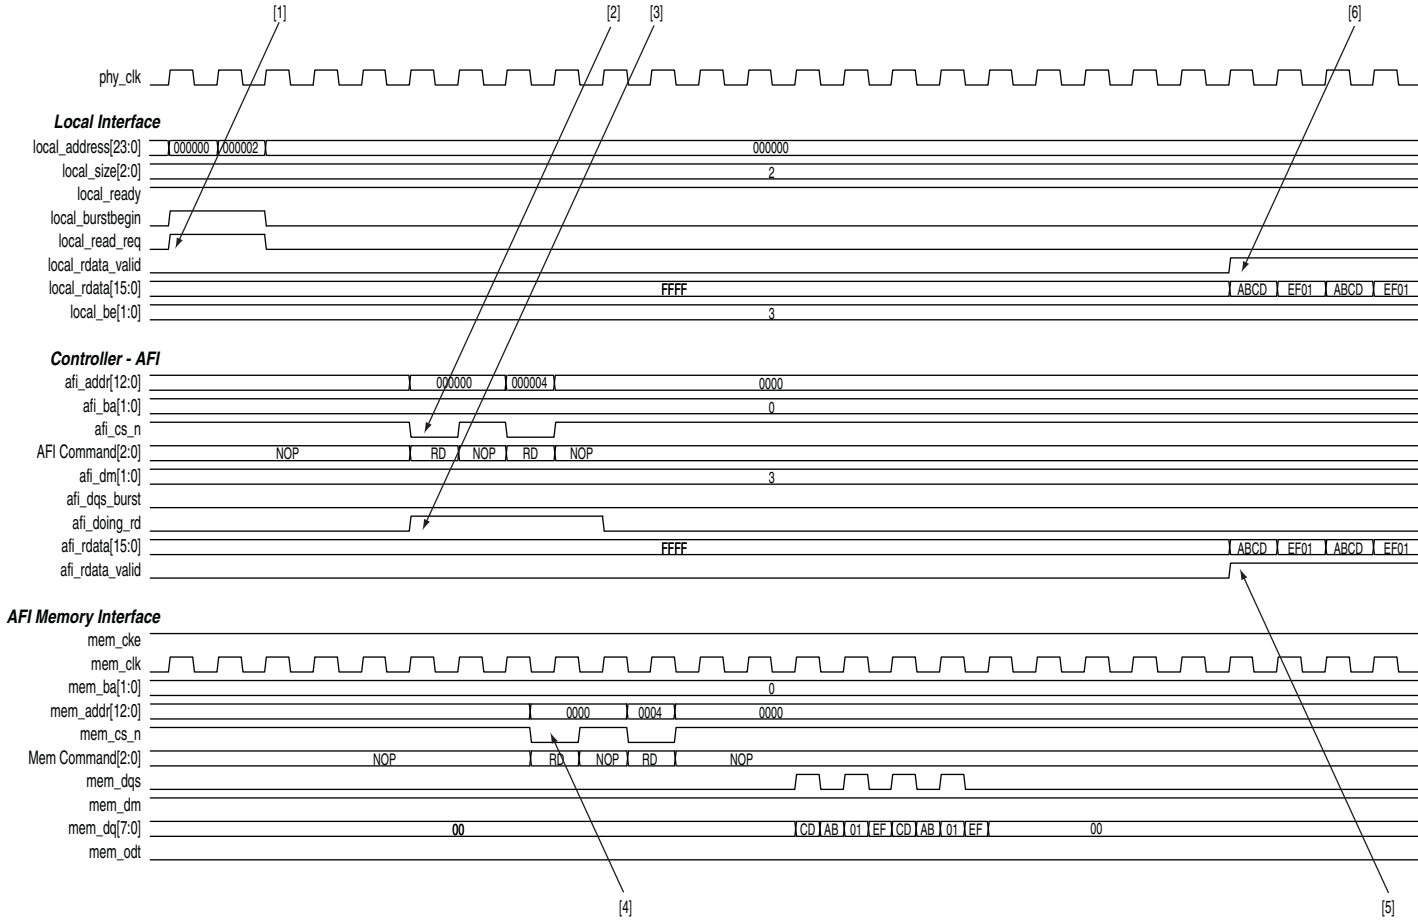 [1] [2] [3] [6]
phy_clk
Local Interface
local_address[23:0] 000000 000002 000000
local_size[2:0] 2
local_ready
local_burstbegin
local_read_req
local_rdata_valid
local_rdata[15:0] FFFF ABCD EF01 ABCD EF01
local_be[1:0] 3
Controller - AFI
afi_addr[12:0] 000000 000004 0000
afi_ba[1:0] 0
afi_cs_n
AFI Command[2:0] NOP RD NOP RD NOP
afi_dm[1:0] 3
afi_dqs_burst
afi_doing_rd
afi_rdata[15:0] FFFF ABCD EF01 ABCD EF01
afi_rdata_valid
AFI Memory Interface
mem_cke
mem_clk
mem_ba[1:0] 0
mem_addr[12:0] 0000 0004 0000
mem_cs_n
Mem Command[2:0] NOP RD NOP RD NOP
mem_dqs
mem_dm
mem_dq[7:0] 00 CD AB 01 EF CD AB 01 EF 00
mem_odt
[4] [5]